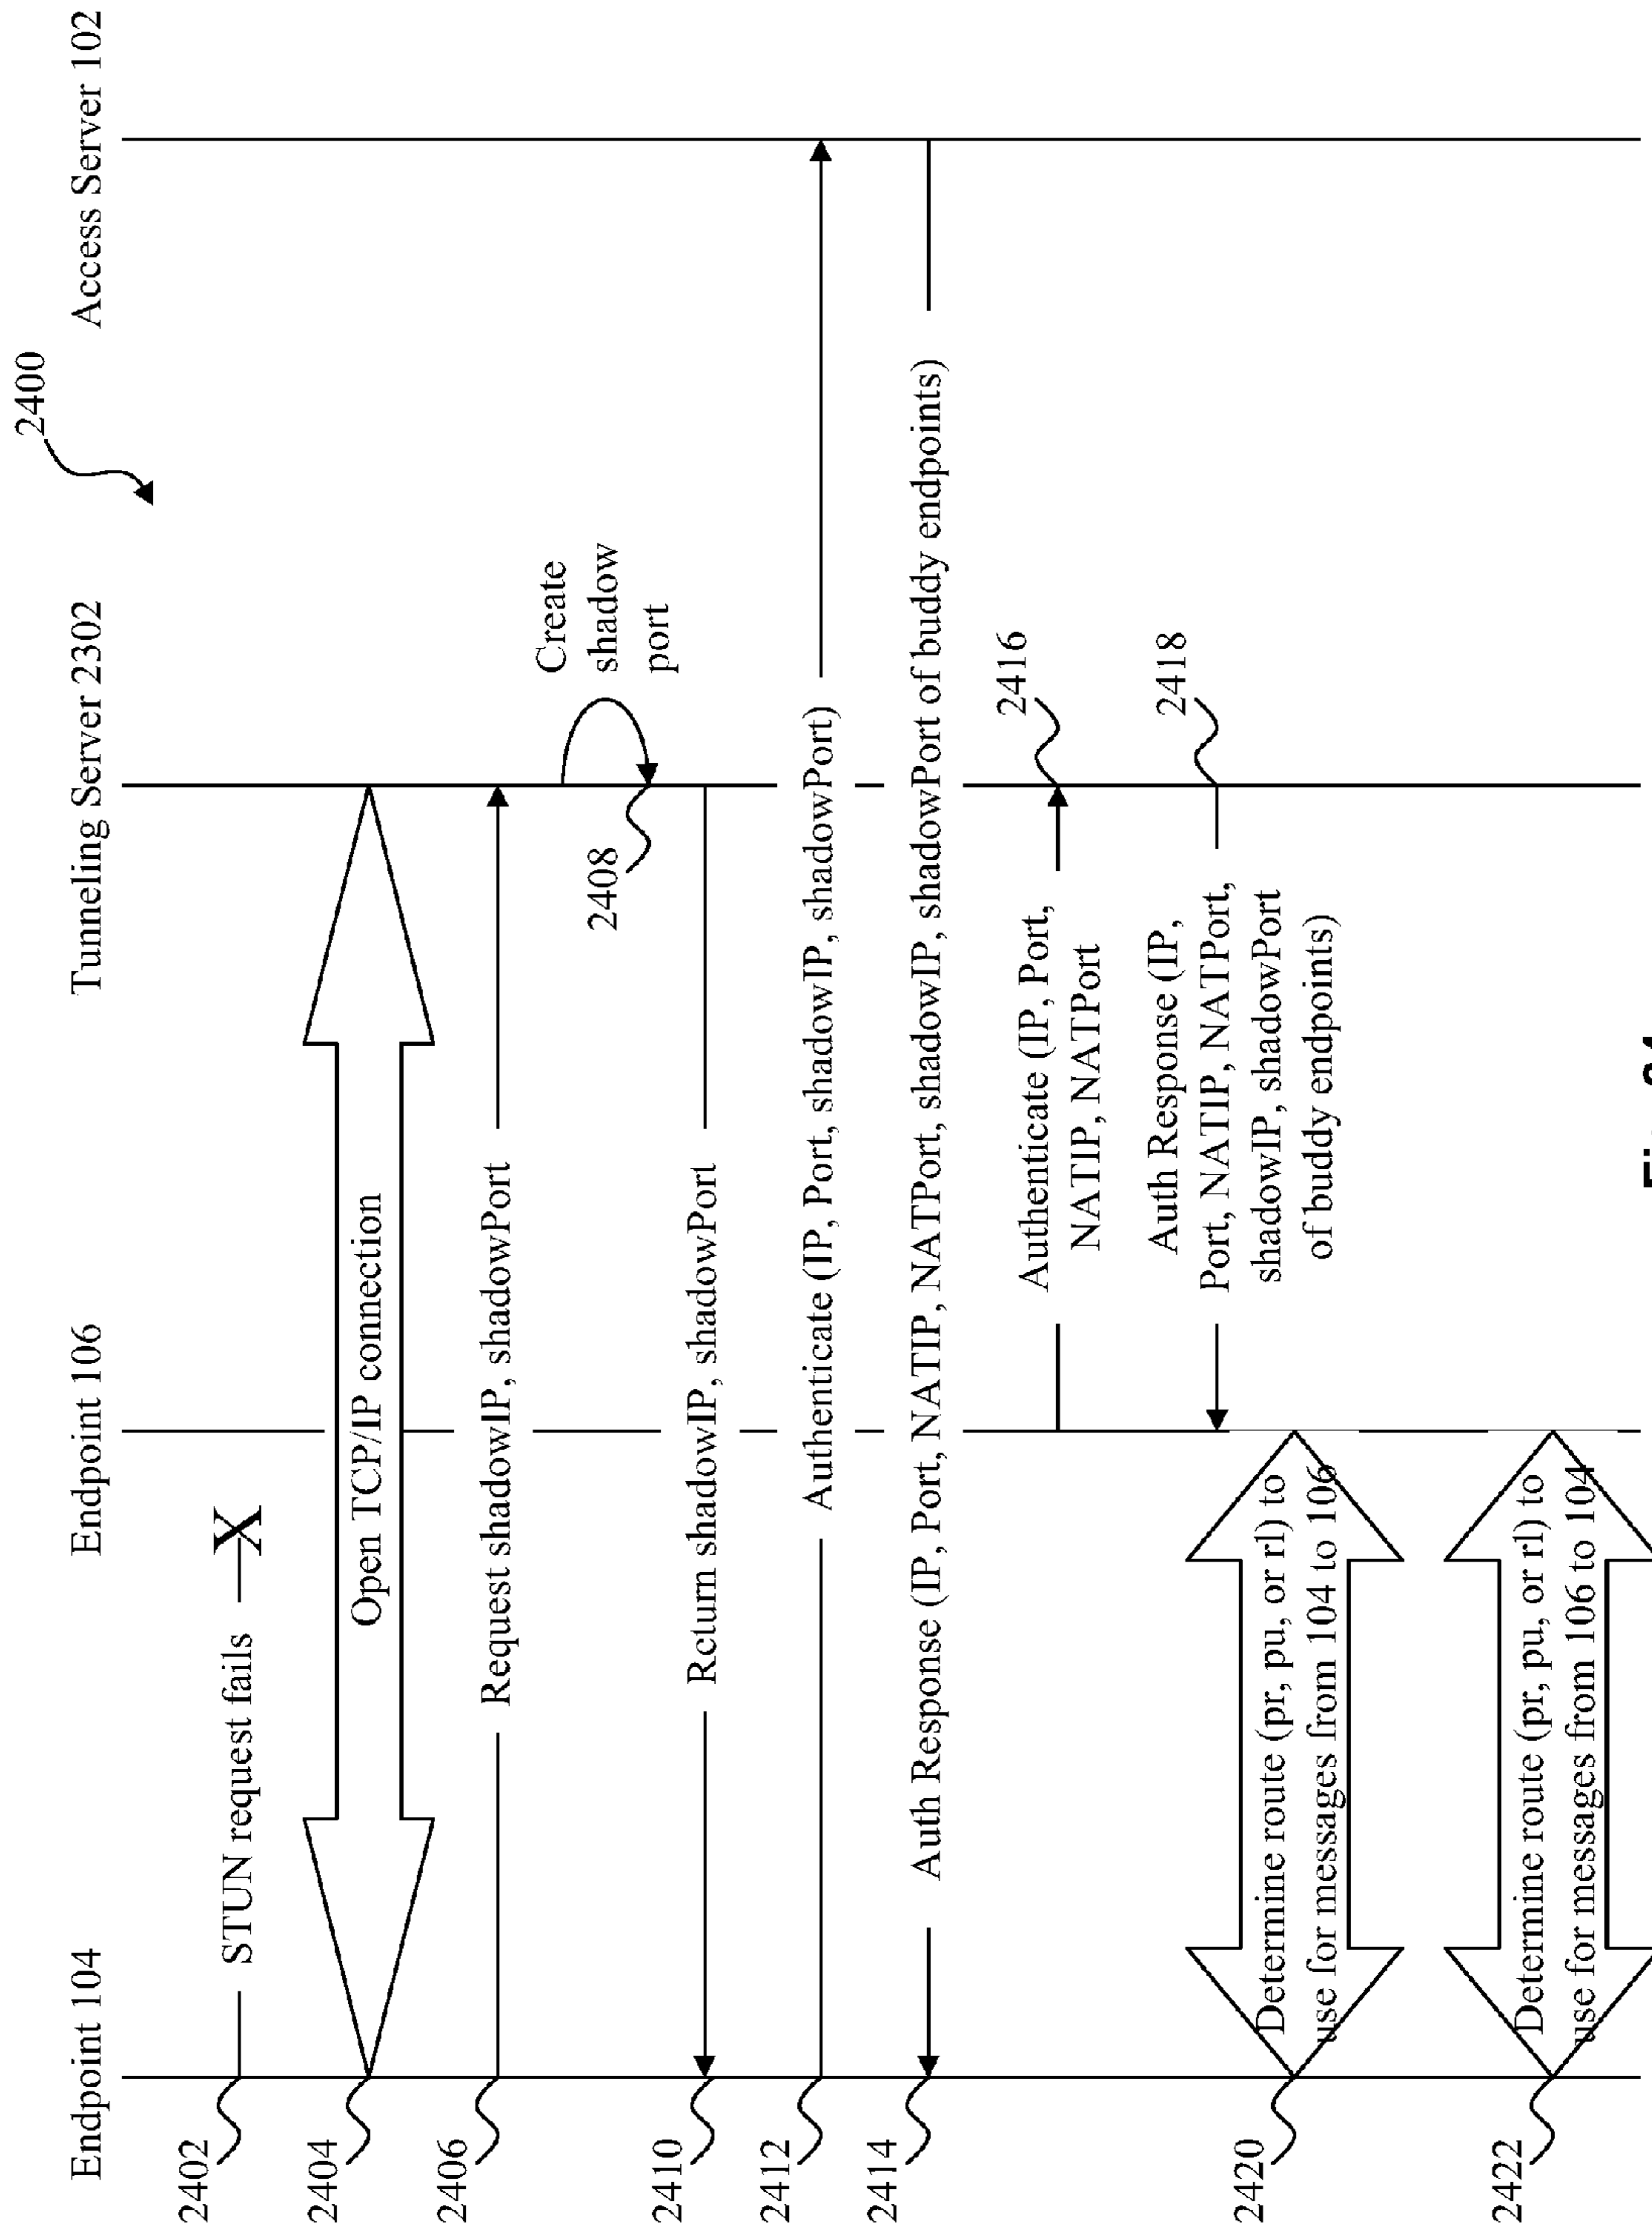 2400
Endpoint 104
Endpoint 106
Tunneling Server 2302
Access Server 102
2402
STUN request fails
X
2404
Open TCP/IP connection
2406
Request shadowIP, shadowPort
Create
shadow
port
2408
2410
Return shadowIP, shadowPort
2412
Authenticate (IP, Port, shadowIP, shadowPort)
2414
Auth Response (IP, Port, NATIP, NATPort, shadowIP, shadowPort of buddy endpoints)
Authenticate (IP, Port,
NATIP, NATPort
2416
Auth Response (IP,
Port, NATIP, NATPort,
shadowIP, shadowPort
of buddy endpoints)
2418
2420
Determine route (pr, pu, or rl) to
use for messages from 104 to 106
2422
Determine route (pr, pu, or rl) to
use for messages from 106 to 104